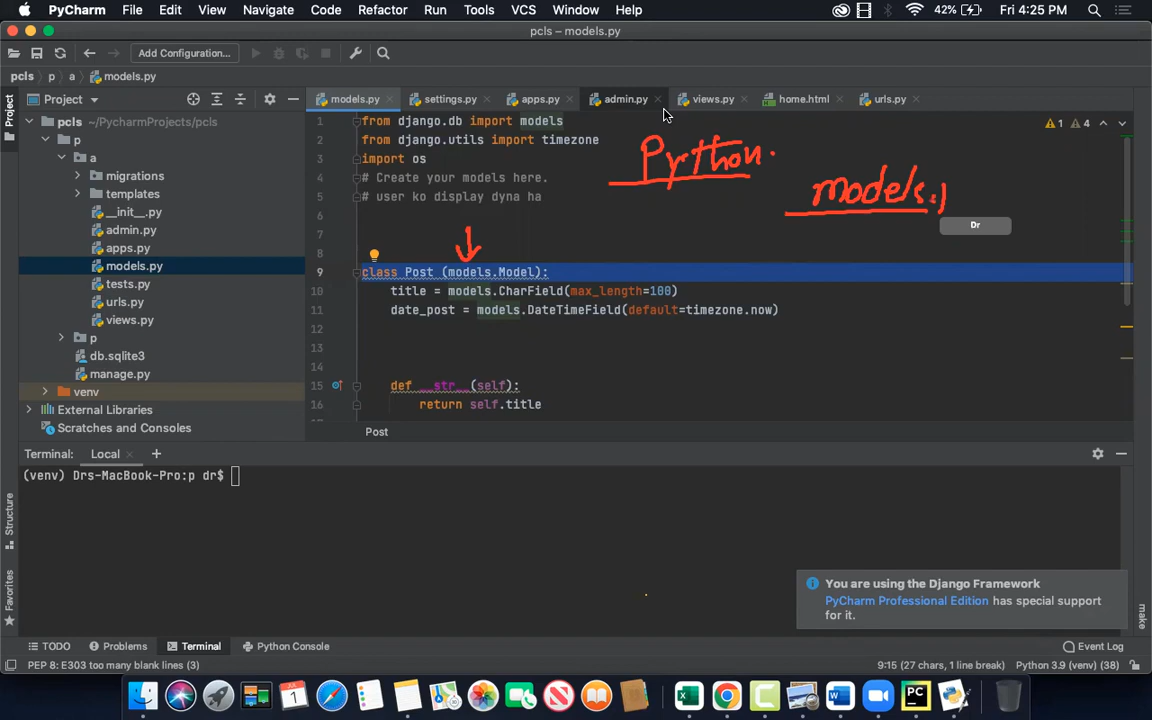 PyCharm File Edit View Navigate Code Refactor Run Tools VCS Window Help 42% Fri 4:25 PM
pcls – models.py
Add Configuration...
pcls p a models.py
Project models.py settings.py apps.py admin.py views.py home.html urls.py
Project
pcls ~/PycharmProjects/pcls
p
a
migrations
templates
__init__.py
admin.py
apps.py
models.py
tests.py
urls.py
views.py
p
db.sqlite3
manage.py
venv
External Libraries
Scratches and Consoles
1 from django.db import models
2 from django.utils import timezone
3 import os
4 # Create your models here.
5 # user ko display dyna ha
6
7
8
9 class Post (models.Model):
10 title = models.CharField(max_length=100)
11 date_post = models.DateTimeField(default=timezone.now)
12
13
14
15 def __str__(self):
16 return self.title
1 4
Python.
models.
Dr
Post
Terminal: Local +
(venv) Drs-MacBook-Pro:p dr$
You are using the Django Framework
PyCharm Professional Edition has special support
for it.
Structure
Favorites
make
TODO Problems Terminal Python Console Event Log
PEP 8: E303 too many blank lines (3) 9:15 (27 chars, 1 line break) Python 3.9 (venv) (38)